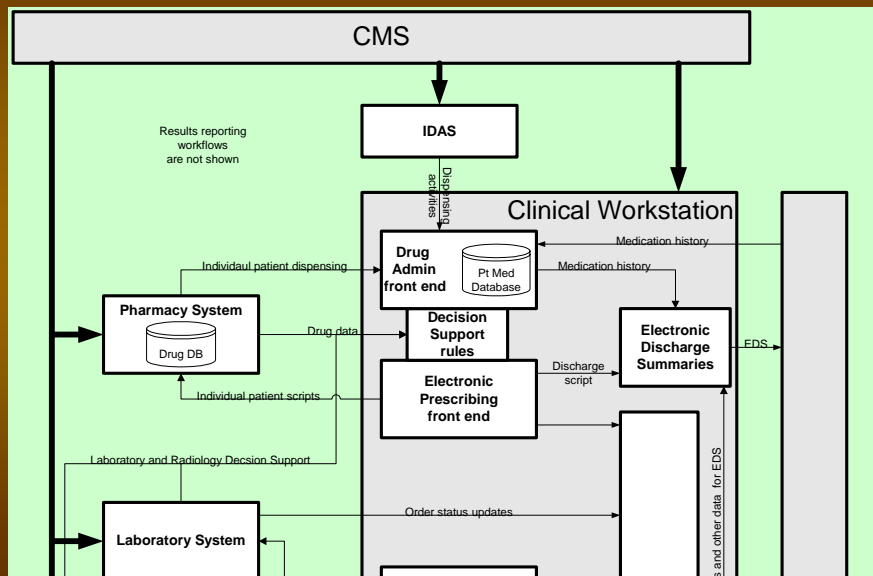 CMS
IDAS
Results reporting
workflows
are not shown
Dispensing
activities
Clinical Workstation
Medication history
Drug
Admin
front end
Pt Med
Database
Individaul patient dispensing
Medication history
Pharmacy System
Drug DB
Drug data
Decision
Support
rules
Electronic
Discharge
Summaries
EDS
Discharge
script
Electronic
Prescribing
front end
Individual patient scripts
Laboratory and Radiology Decsion Support
and other data for EDS
Order status updates
Laboratory System